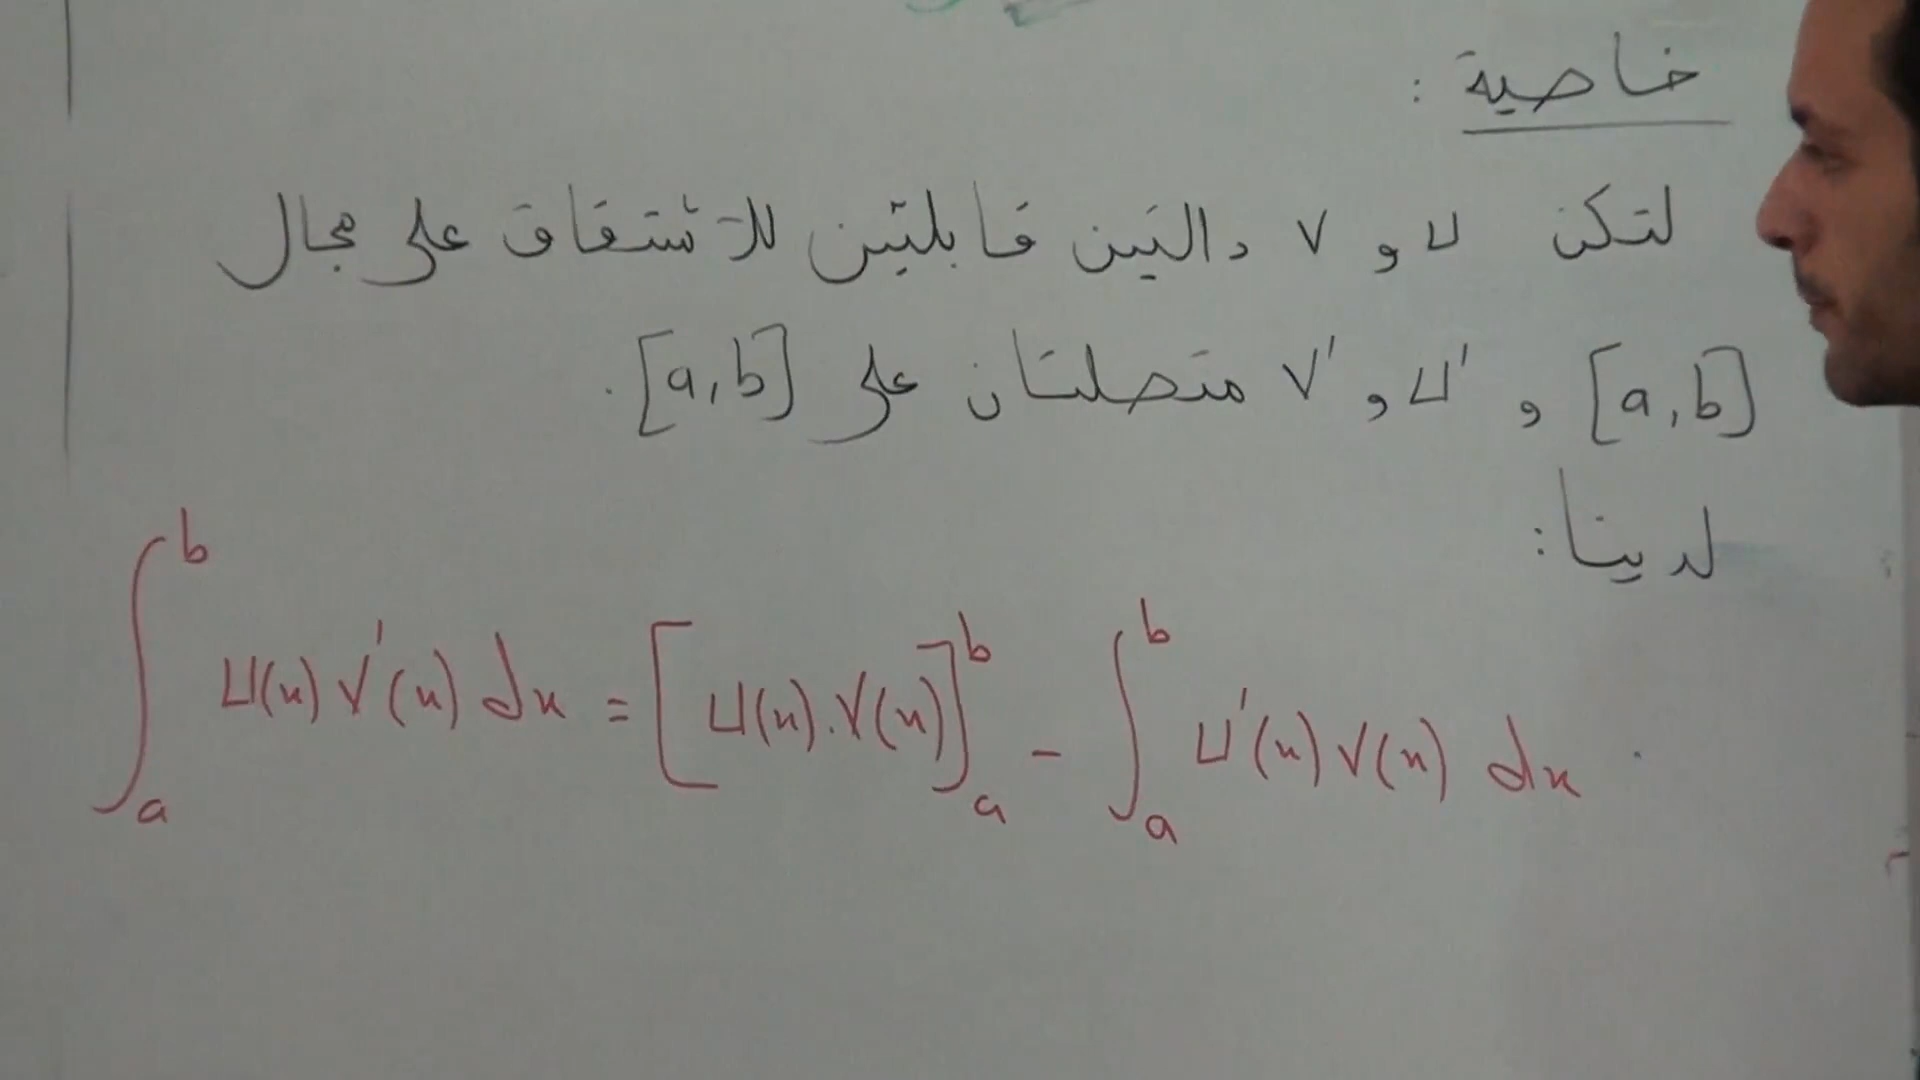 خاصية :
لتكن u و v دالتين قابلتين للاشتقاق على مجال
[a,b] و u' و v' متصلتان على [a,b].
لدينا :
∫_a^b u(x) v'(x) dx = [u(x).v(x)]_a^b - ∫_a^b u'(x) v(x) dx .